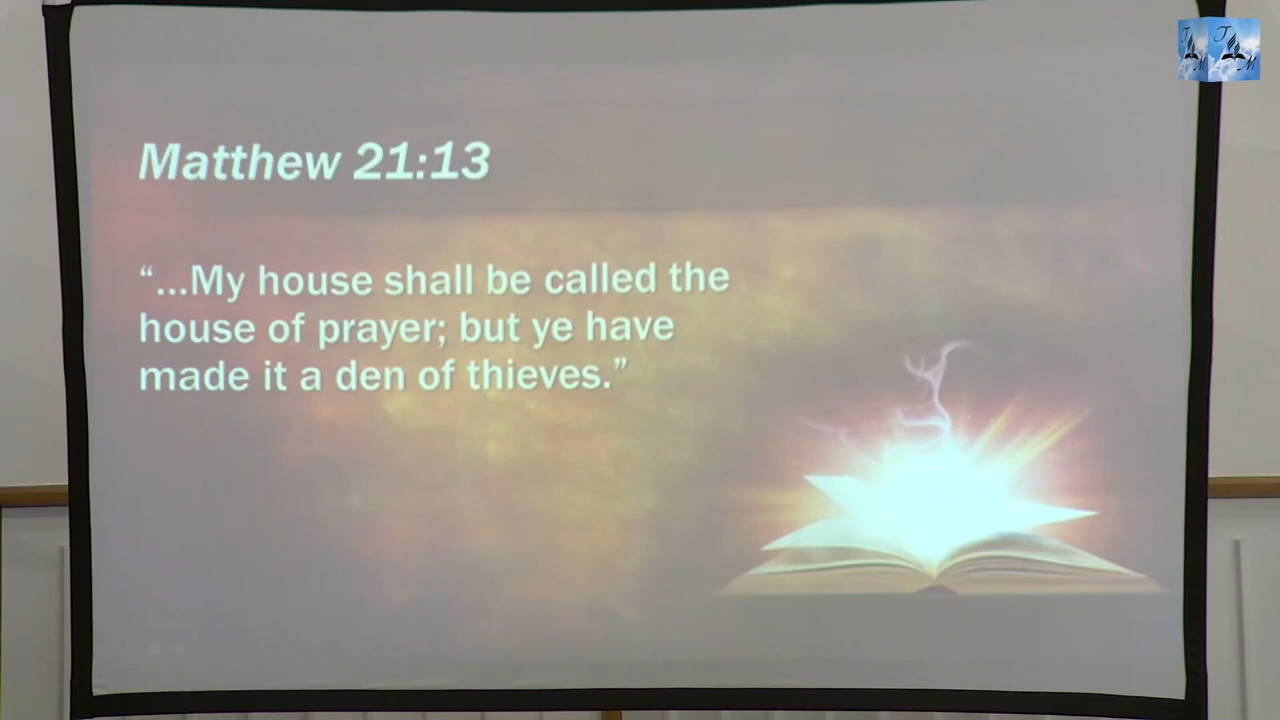 Matthew 21:13
“...My house shall be called the
house of prayer; but ye have
made it a den of thieves.”
T M
T M